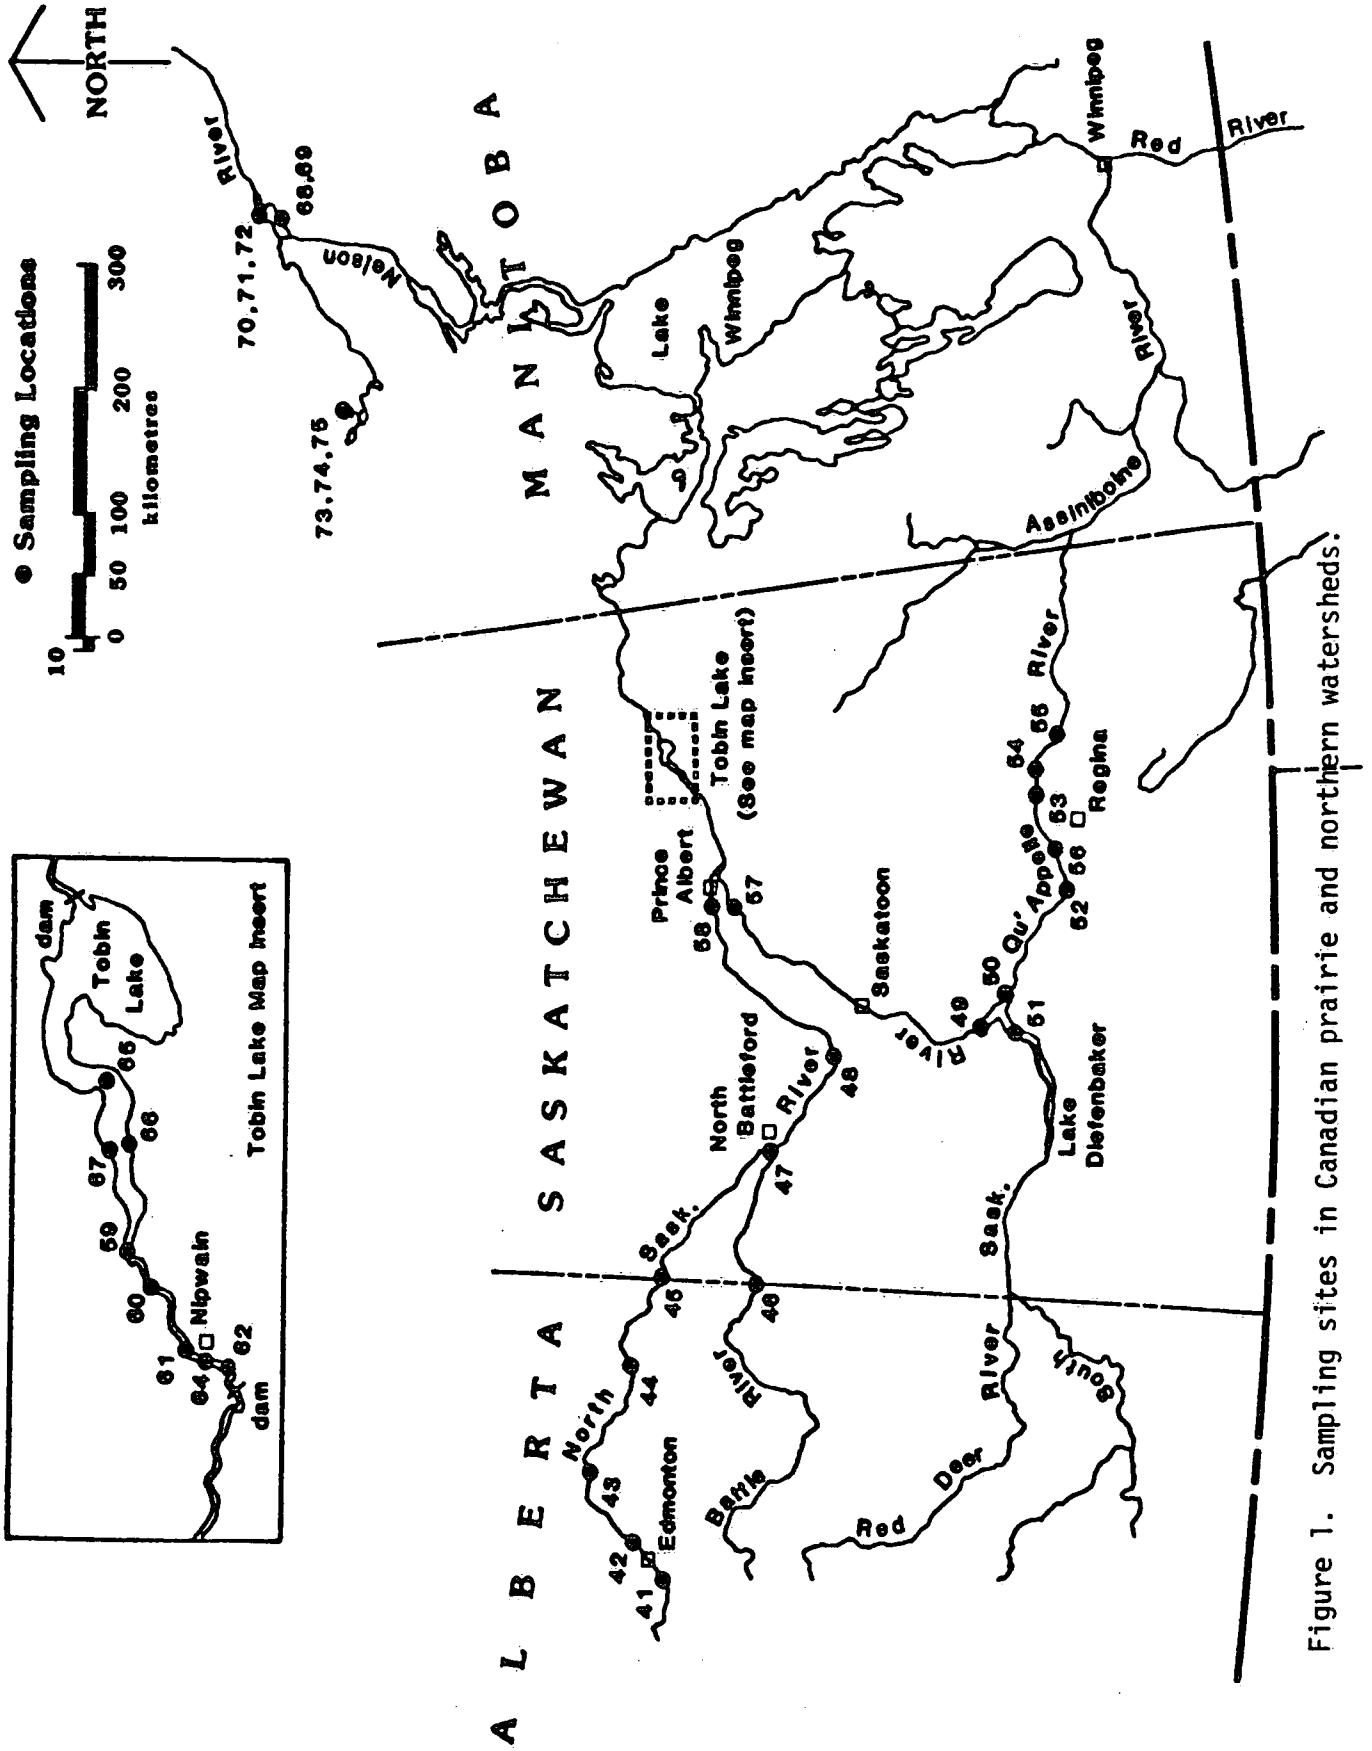 NORTH
Sampling Locations
10 0 50 100 200 300
kilometres
dam
Tobin
Lake
65
66
67
59
60
61
64
62
Nipwain
dam
Tobin Lake Map Insert
River
70,71,72
68,69
Nelson
73,74,75
ALBERTA
SASKATCHEWAN
MANITOBA
41
42
Edmonton
43
North
44
45
Sask.
River
Battle
River
46
47
North
Battleford
48
Prince
Albert
58
57
Tobin Lake
(See map insert)
Lake
Winnipeg
Saskatoon
River
49
50
51
Lake
Diefenbaker
Sask.
Red
Deer
River
South
Qu'Appelle
River
52
56
53
54
55
Regina
Assiniboine
River
Winnipeg
Red
River
Figure 1. Sampling sites in Canadian prairie and northern watersheds.